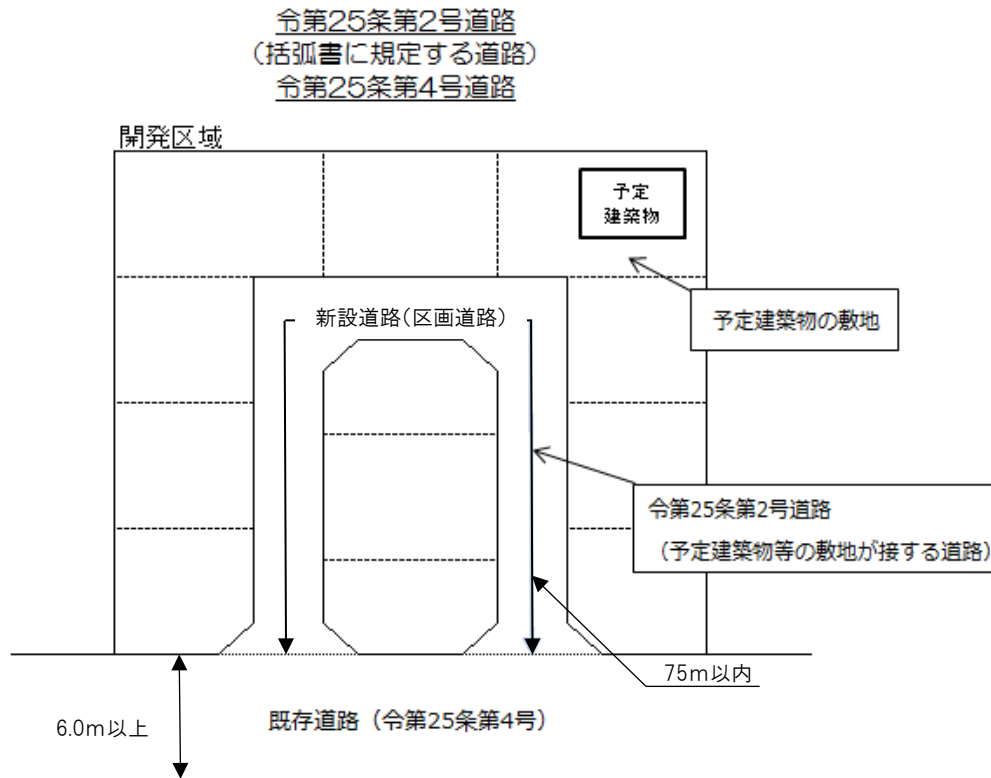 令第25条第2号道路
（括弧書に規定する道路）
令第25条第4号道路
開発区域
予定
建築物
予定建築物の敷地
新設道路（区画道路）
令第25条第2号道路
（予定建築物等の敷地が接する道路）
75m以内
6.0m以上
既存道路（令第25条第4号）